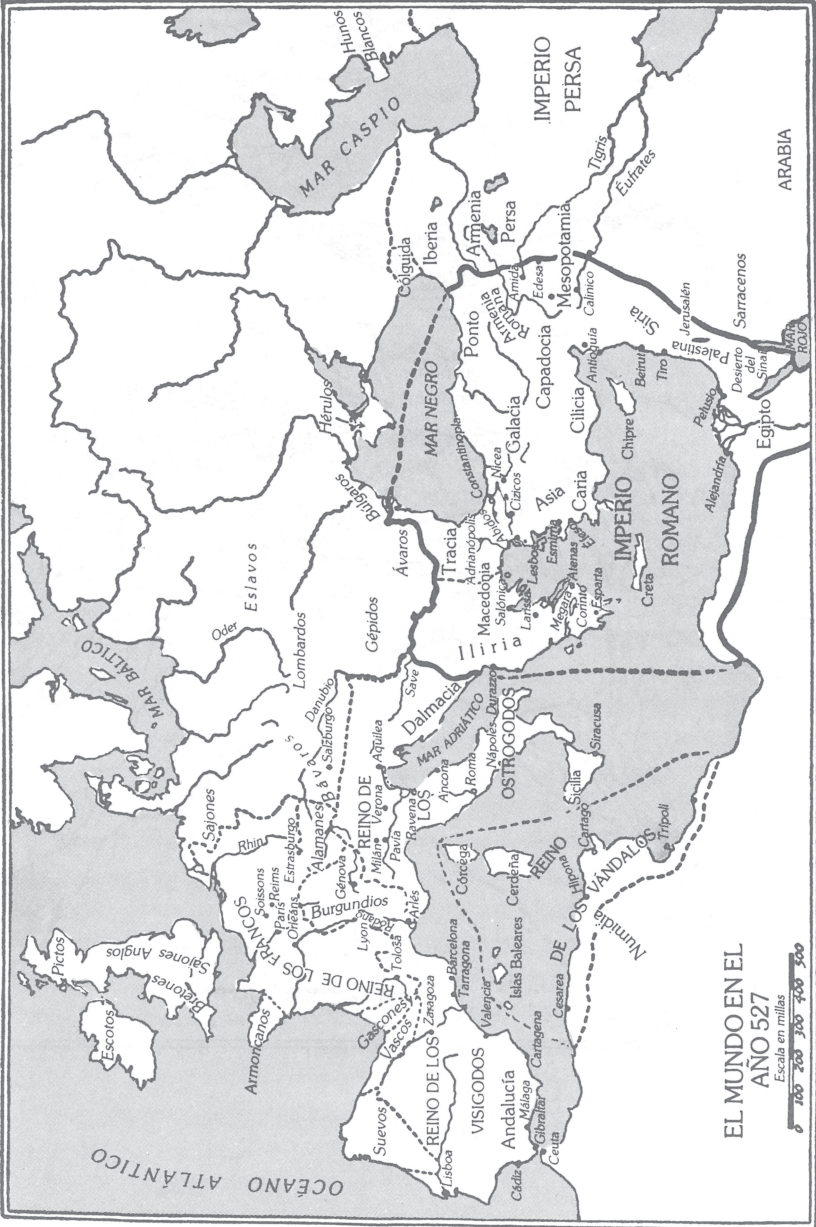 EL MUNDO EN EL
AÑO 527
Escala en millas
0 100 200 300 400 500
OCÉANO ATLÁNTICO
Escotos
Pictos
Sajones Anglos
Bretones
Armoricanos
REINO DE LOS FRANCOS
Soissons
Reims
París
Orleáns
Rhin
Estrasburgo
Sajones
Alamanes
Bávaros
Salzburgo
Danubio
Burgundios
Génova
Lyon
Ródano
Arlés
Tolosa
Gascones
Vascos
Suevos
REINO DE LOS
VISIGODOS
Zaragoza
Barcelona
Tarragona
Valencia
Lisboa
Andalucía
Cádiz
Málaga
Gibraltar
Ceuta
Cartagena
Islas Baleares
Cesarea
REINO
DE LOS
VÁNDALOS
Numidia
Hipona
Cartago
Trípoli
Córcega
Cerdeña
Sicilia
Siracusa
REINO DE
LOS
OSTROGODOS
Milán
Verona
Pavía
Aquilea
Ravena
Ancona
Roma
Nápoles
Durazzo
MAR ADRIÁTICO
Dalmacia
Save
MAR BÁLTICO
Oder
Eslavos
Lombardos
Gépidos
Ávaros
Búlgaros
Hérulos
Iliria
Macedonia
Salónica
Larissa
Tracia
Adrianópolis
Constantinopla
Abidos
Cízicos
Nicea
Lesbos
Esmirna
Éfeso
Megara
Atenas
Corinto
Esparta
Creta
Asia
Caria
Galacia
Cilicia
Capadocia
Ponto
Armenia
Romana
MAR NEGRO
Cólquida
Iberia
Armenia
Persa
MAR CASPIO
Hunos
Blancos
IMPERIO
PERSA
Tigris
Éufrates
Amida
Edesa
Mesopotamia
Calinico
Siria
Antioquía
Beirut
Tiro
Palestina
Jerusalén
Sarracenos
Desierto
del
Sinaí
MAR
ROJO
ARABIA
Chipre
IMPERIO
ROMANO
Pelusio
Alejandría
Egipto